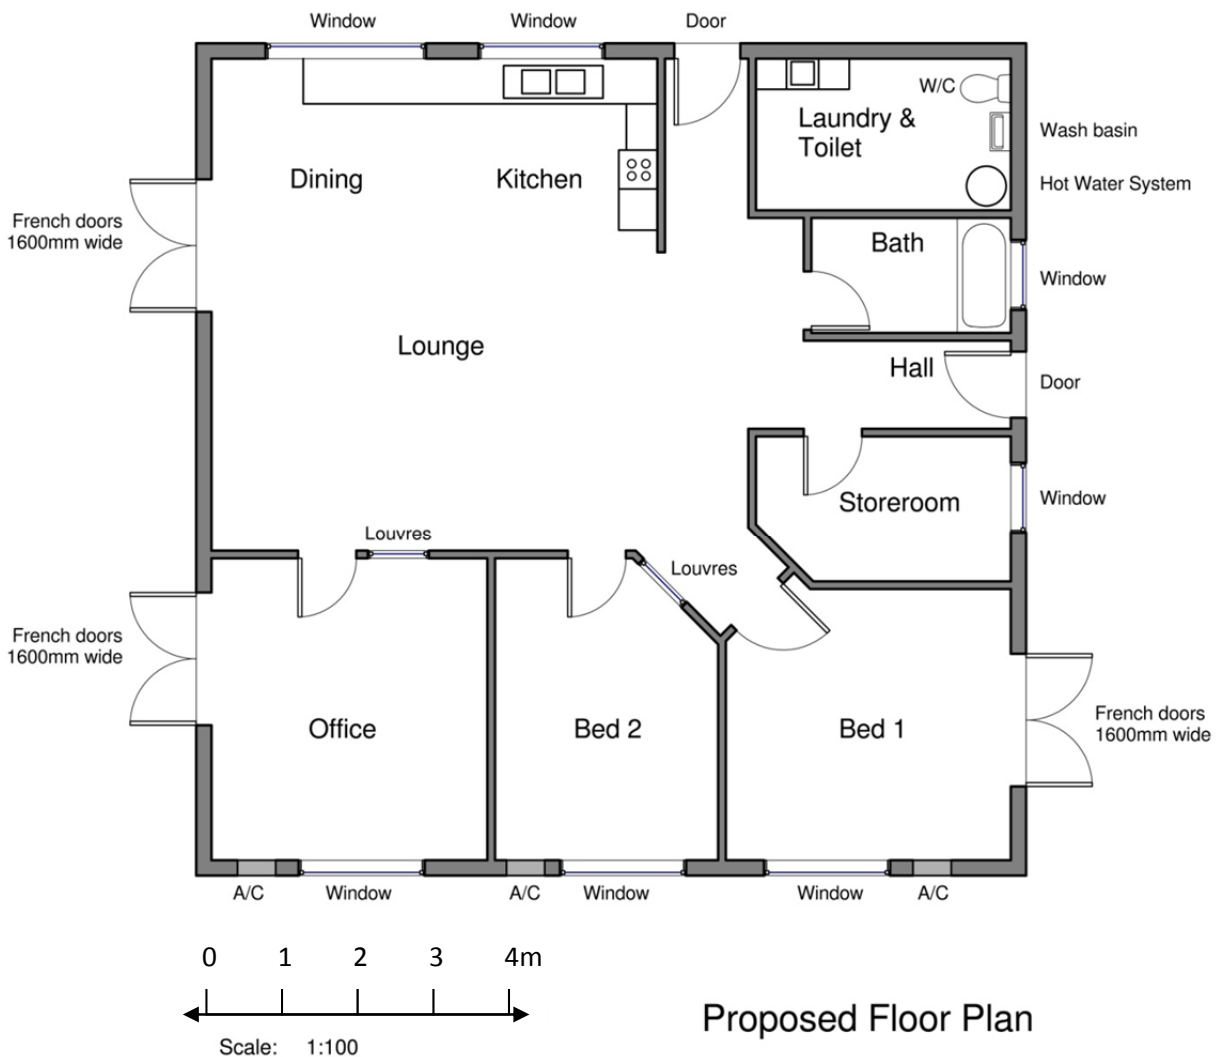 Window
Window
Door
W/C
Laundry &
Toilet
Wash basin
Dining
Kitchen
Hot Water System
French doors
1600mm wide
Bath
Window
Lounge
Hall
Door
Storeroom
Window
Louvres
Louvres
French doors
1600mm wide
Office
Bed 2
Bed 1
French doors
1600mm wide
A/C
Window
A/C
Window
Window
A/C
0 1 2 3 4m
Scale: 1:100
Proposed Floor Plan